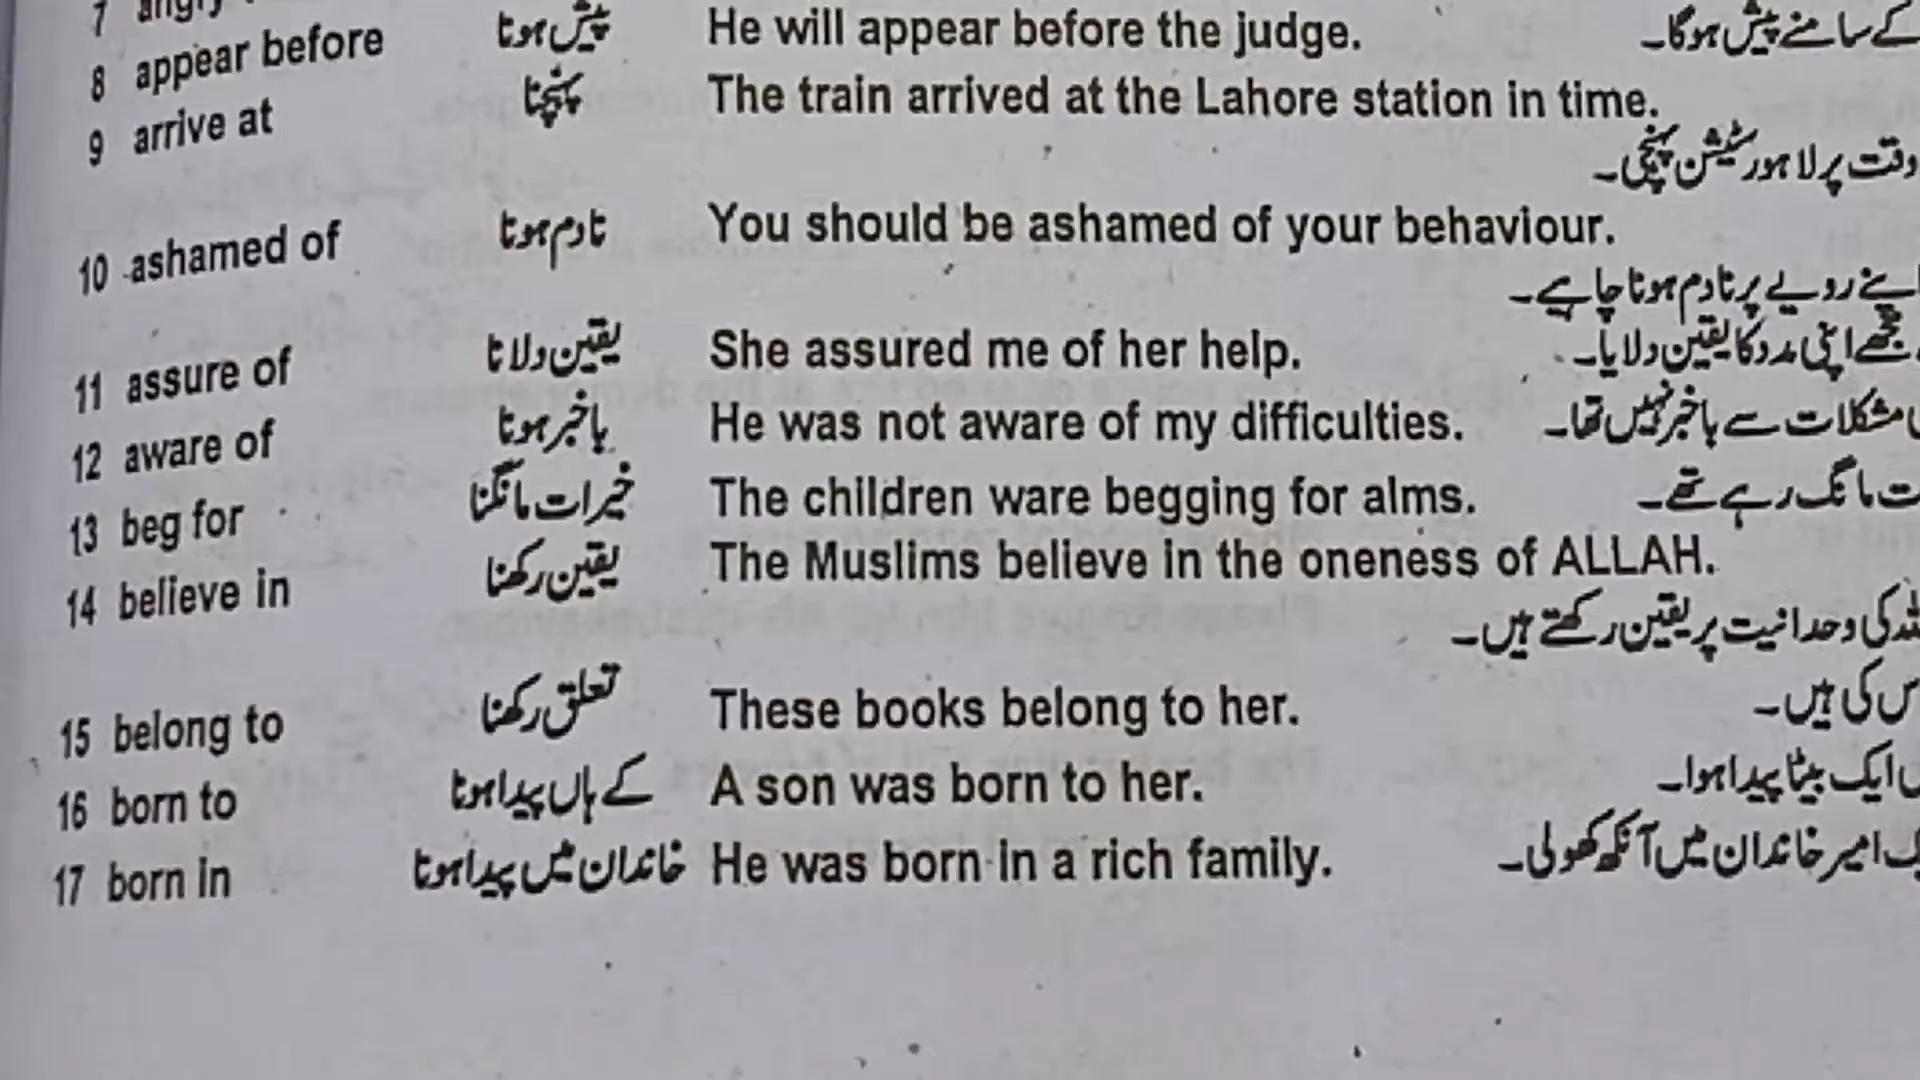 7 angry
8 appear before پیش ہونا He will appear before the judge. کے سامنے پیش ہوگا۔
9 arrive at پہنچنا The train arrived at the Lahore station in time.
وقت پر لاہور سٹیشن پہنچی۔
10 ashamed of نادم ہونا You should be ashamed of your behaviour.
اپنے رویے پر نادم ہونا چاہیے۔
11 assure of یقین دلانا She assured me of her help. مجھے اپنی مدد کا یقین دلایا۔
12 aware of باخبر ہونا He was not aware of my difficulties. مشکلات سے باخبر نہیں تھا۔
13 beg for خیرات مانگنا The children ware begging for alms. مانگ رہے تھے۔
14 believe in یقین رکھنا The Muslims believe in the oneness of ALLAH.
کی وحدانیت پر یقین رکھتے ہیں۔
15 belong to تعلق رکھنا These books belong to her. کی ہیں۔
16 born to کے ہاں پیدا ہونا A son was born to her. ایک بیٹا پیدا ہوا۔
17 born in خاندان میں پیدا ہونا He was born in a rich family. امیر خاندان میں آنکھ کھولی۔